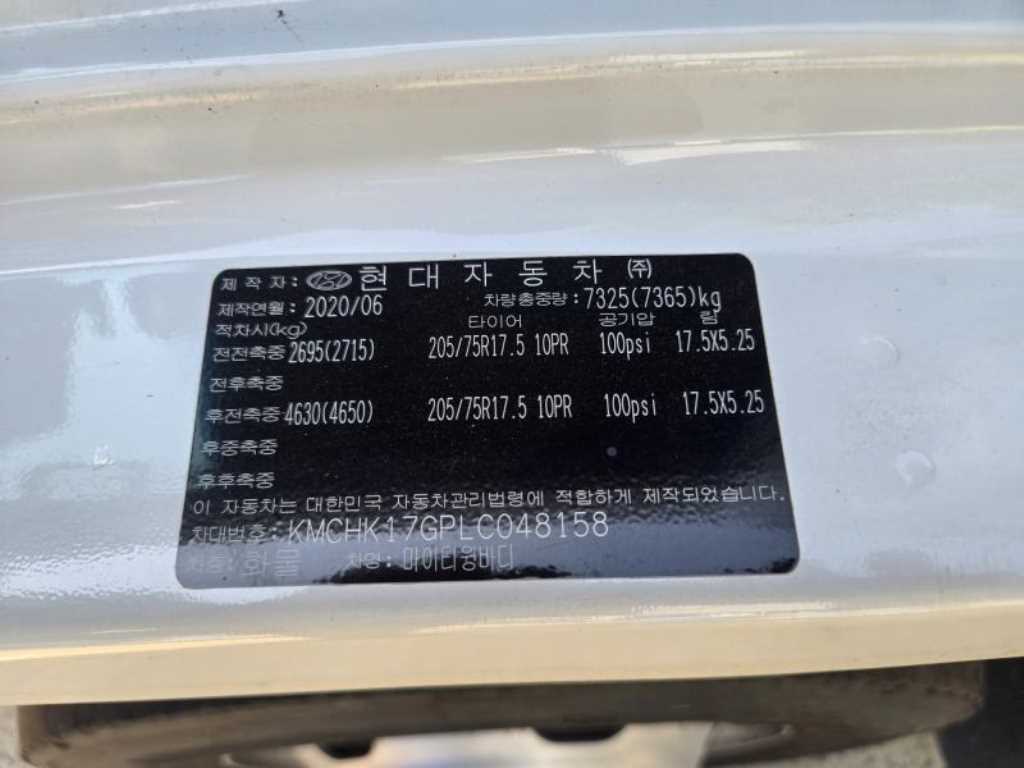 제 작 자: 현 대 자 동 차 ㈜
제작연월: 2020/06 차량총중량: 7325(7365)kg
적차시(kg) 타이어 공기압 림
전전축중 2695(2715) 205/75R17.5 10PR 100psi 17.5X5.25
전후축중
후전축중 4630(4650) 205/75R17.5 10PR 100psi 17.5X5.25
후중축중
후후축중
이 자동차는 대한민국 자동차관리법령에 적합하게 제작되었습니다.
차대번호: KMCHK17GPLC048158
차종: 화물 차명: 마이티윙바디